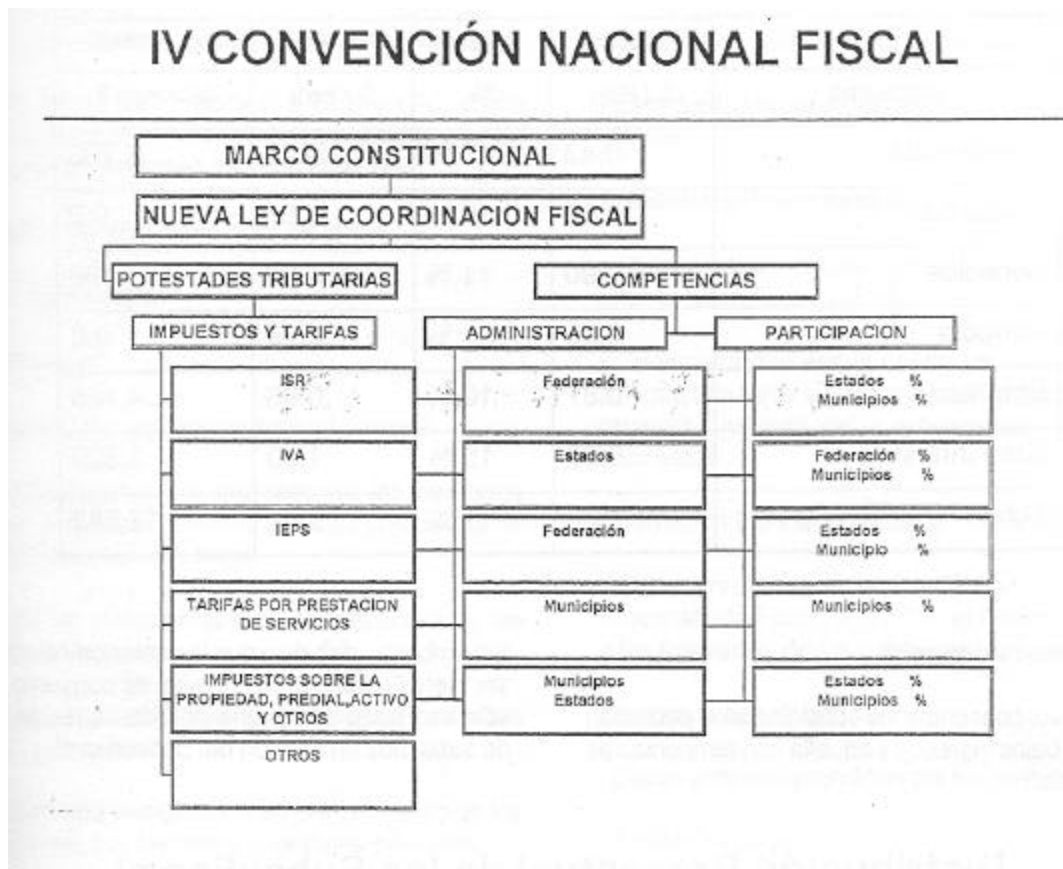 IV CONVENCIÓN NACIONAL FISCAL
MARCO CONSTITUCIONAL
NUEVA LEY DE COORDINACION FISCAL
POTESTADES TRIBUTARIAS
COMPETENCIAS
IMPUESTOS Y TARIFAS
ADMINISTRACION
PARTICIPACION
ISR
Federación
Estados %
Municipios %
IVA
Estados
Federación %
Municipios %
IEPS
Federación
Estados %
Municipio %
TARIFAS POR PRESTACION
DE SERVICIOS
Municipios
Municipios %
IMPUESTOS SOBRE LA
PROPIEDAD, PREDIAL,ACTIVO
Y OTROS
Municipios
Estados
Estados %
Municipios %
OTROS